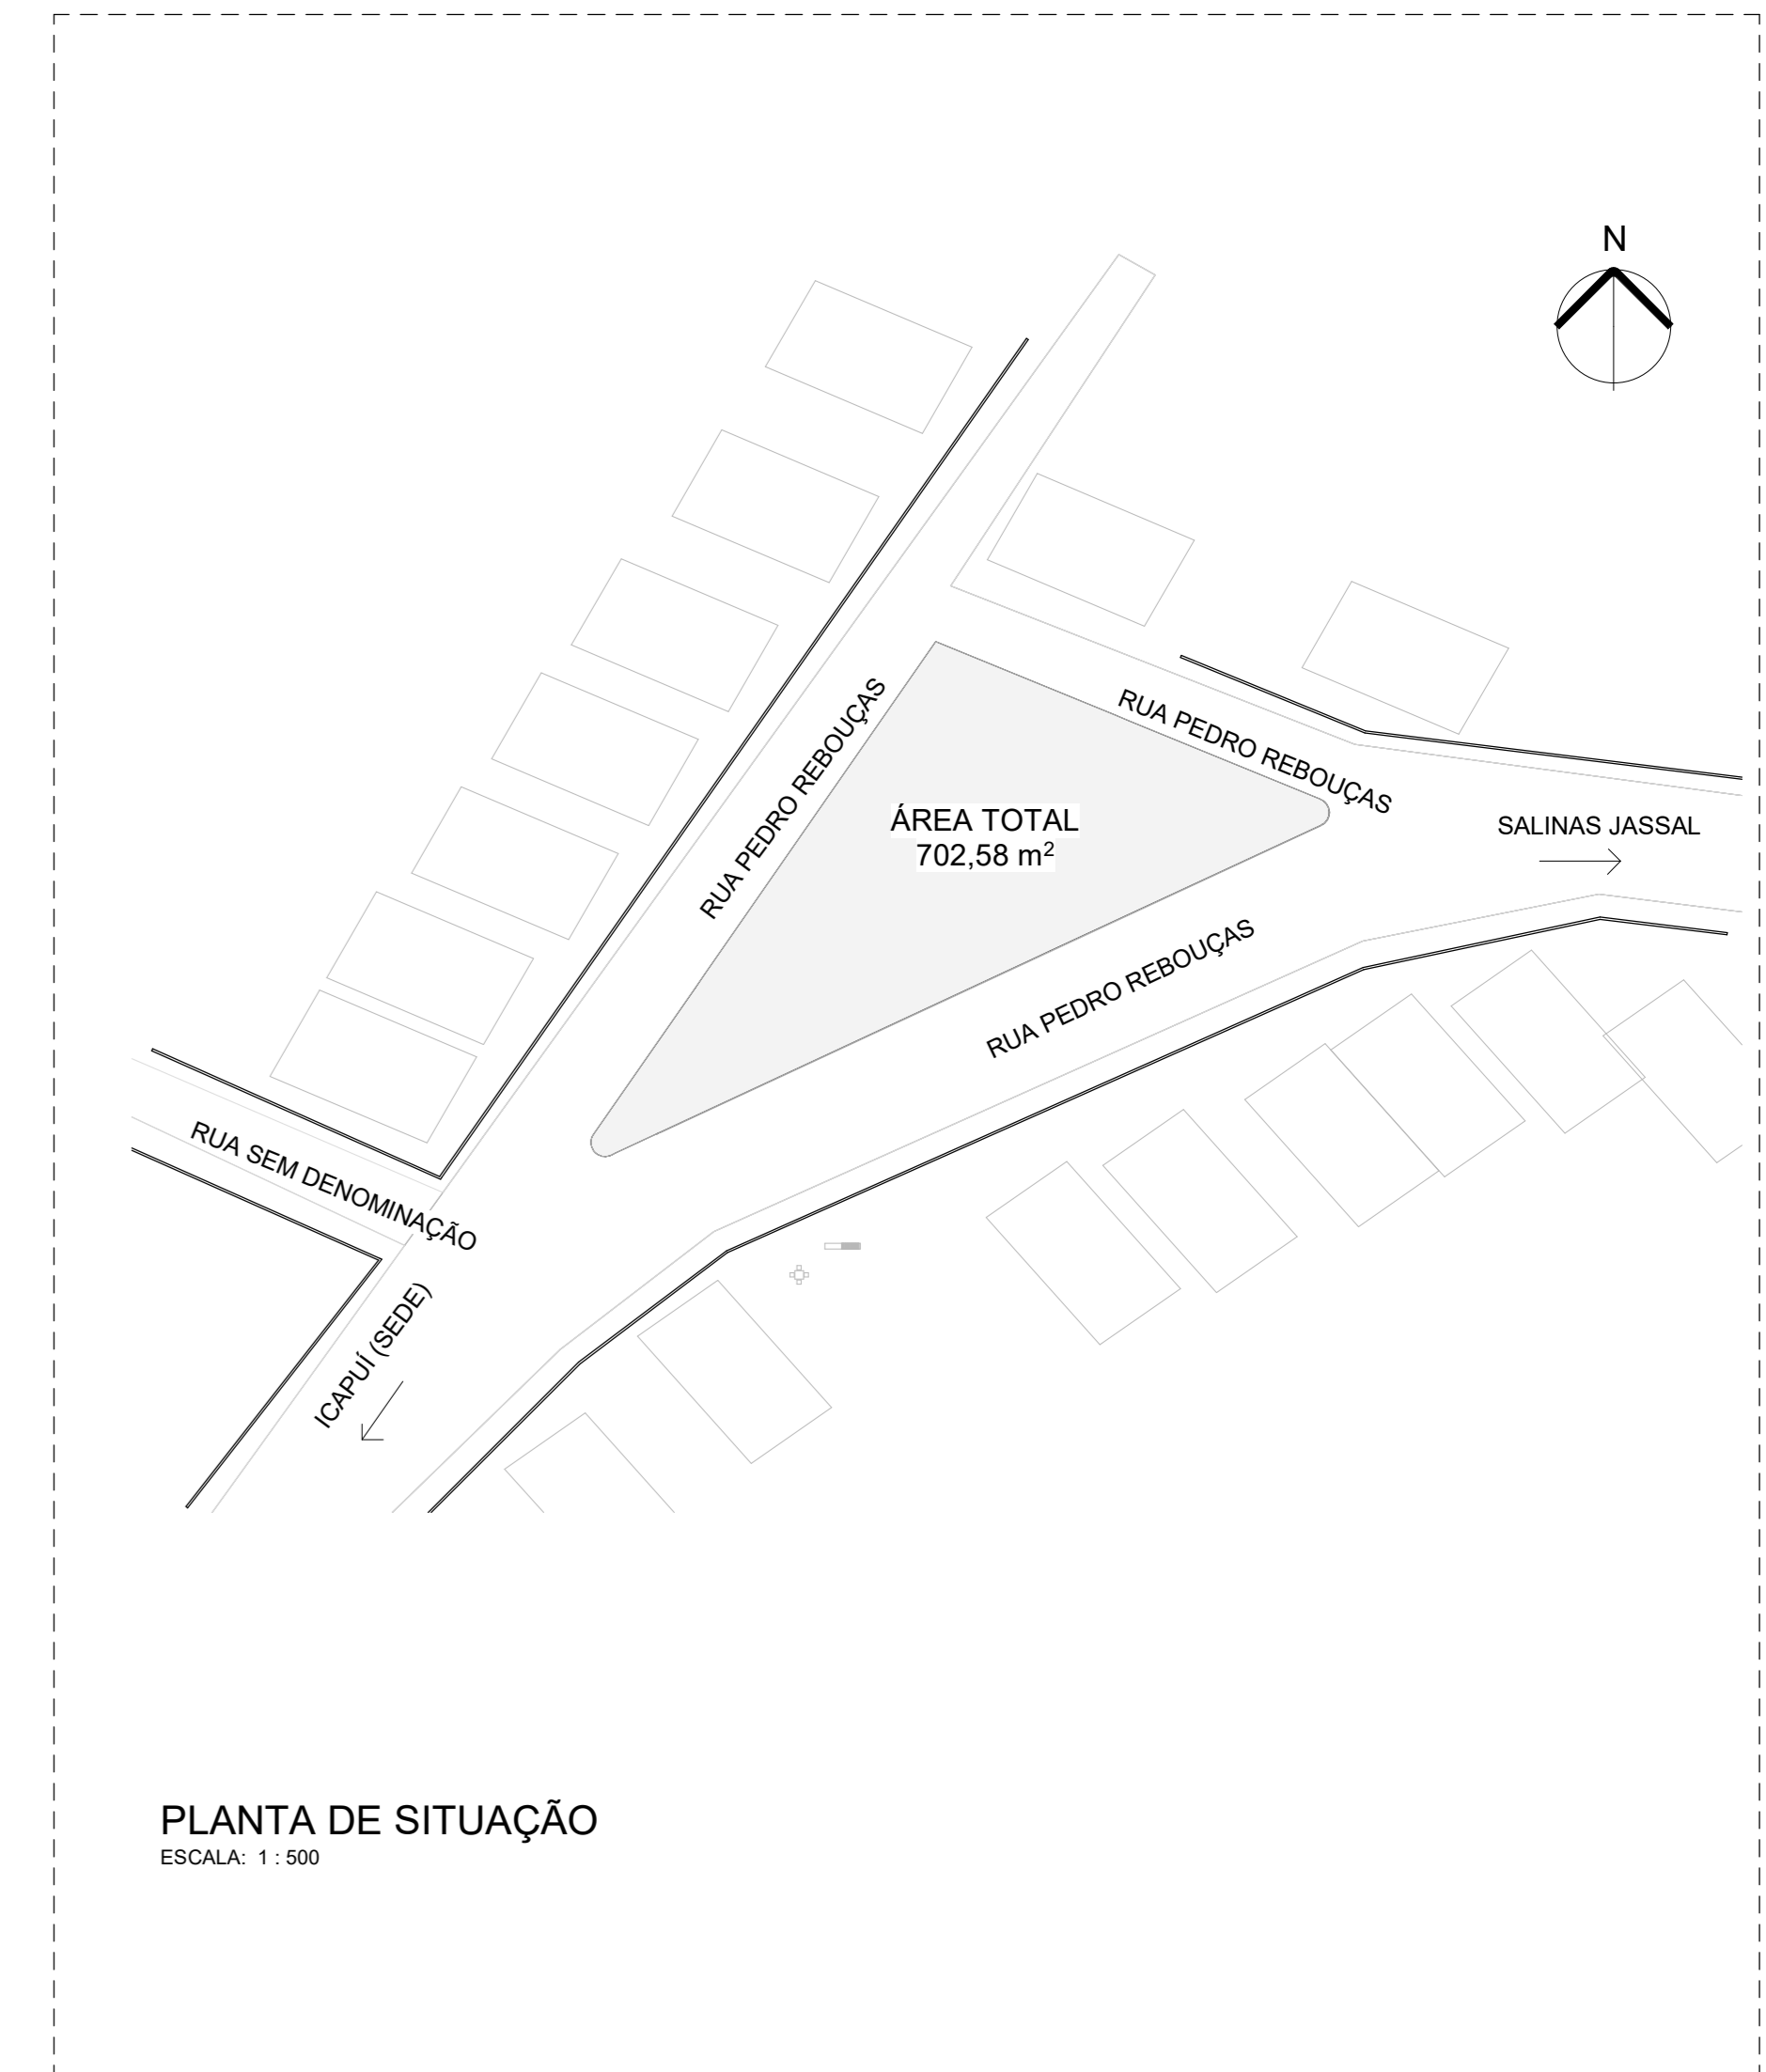 N
RUA PEDRO REBOUÇAS
RUA PEDRO REBOUÇAS
ÁREA TOTAL
702,58 m²
SALINAS JASSAL
RUA PEDRO REBOUÇAS
RUA SEM DENOMINAÇÃO
ICAPUÍ (SEDE)
PLANTA DE SITUAÇÃO
ESCALA: 1 : 500